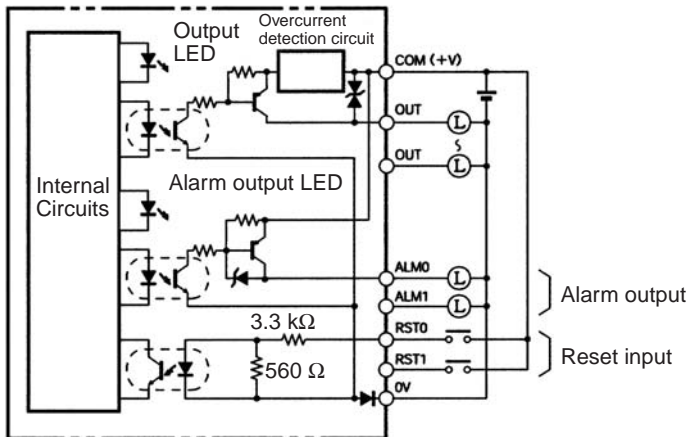 Output
LED
Overcurrent
detection circuit
COM (+V)
OUT
L
OUT
L
Internal
Circuits
Alarm output LED
ALM0
L
ALM1
L
Alarm output
3.3 kΩ
RST0
560 Ω
RST1
Reset input
0V